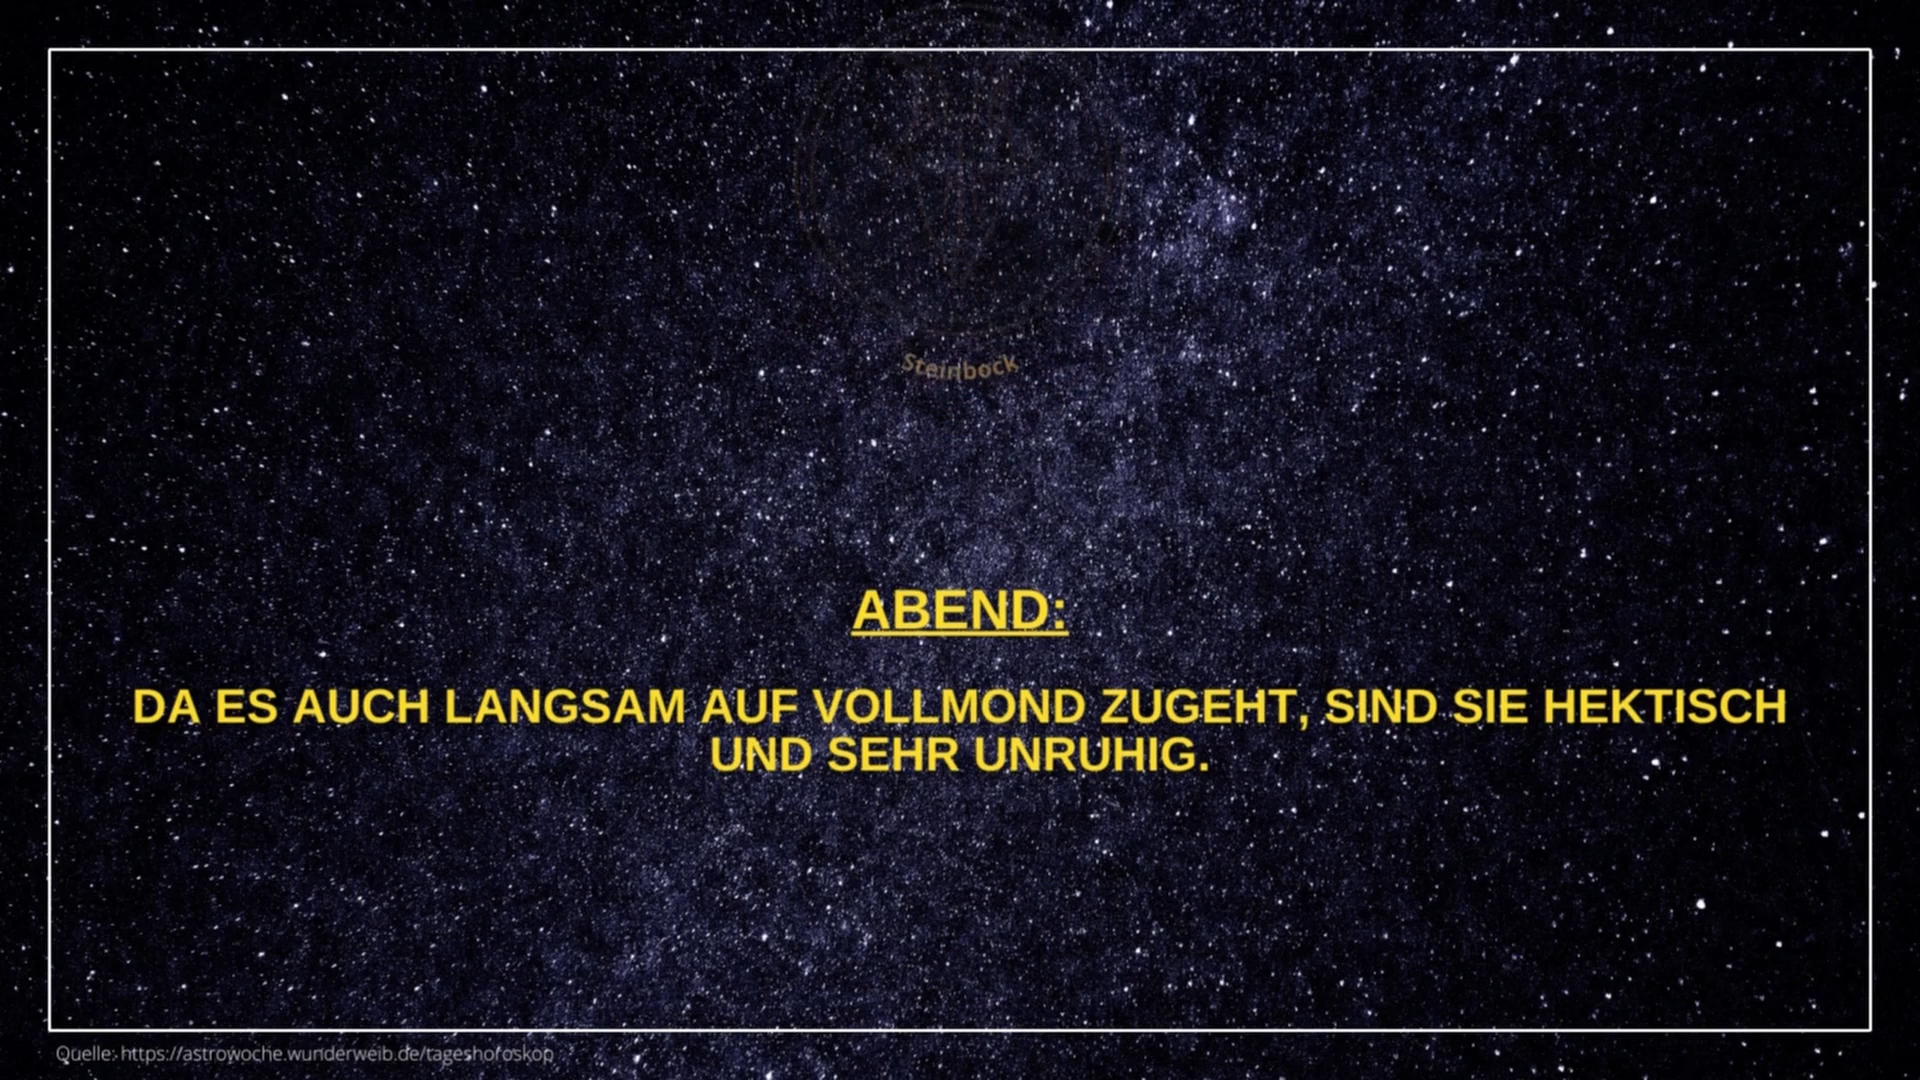 Steinbock
ABEND:
DA ES AUCH LANGSAM AUF VOLLMOND ZUGEHT, SIND SIE HEKTISCH
UND SEHR UNRUHIG.
Quelle: https://astrowoche.wunderweib.de/tageshoroskop